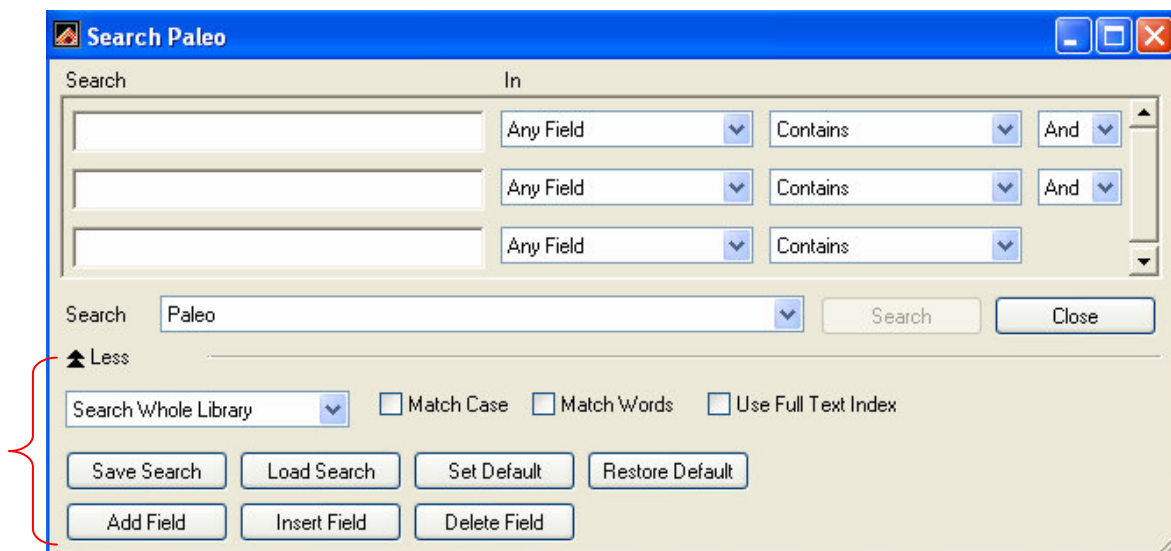 Search Paleo
Search In
Any Field Contains And
Any Field Contains And
Any Field Contains
Search Paleo Search Close
Less
Search Whole Library Match Case Match Words Use Full Text Index
Save Search Load Search Set Default Restore Default
Add Field Insert Field Delete Field